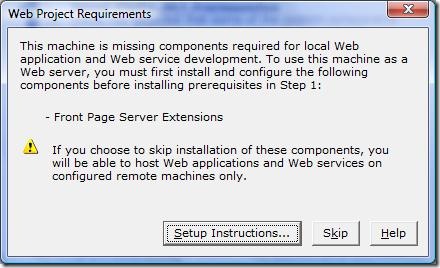 Web Project Requirements
This machine is missing components required for local Web
application and Web service development. To use this machine as a
Web server, you must first install and configure the following
components before installing prerequisites in Step 1:
- Front Page Server Extensions
If you choose to skip installation of these components, you
will be able to host Web applications and Web services on
configured remote machines only.
Setup Instructions... Skip Help